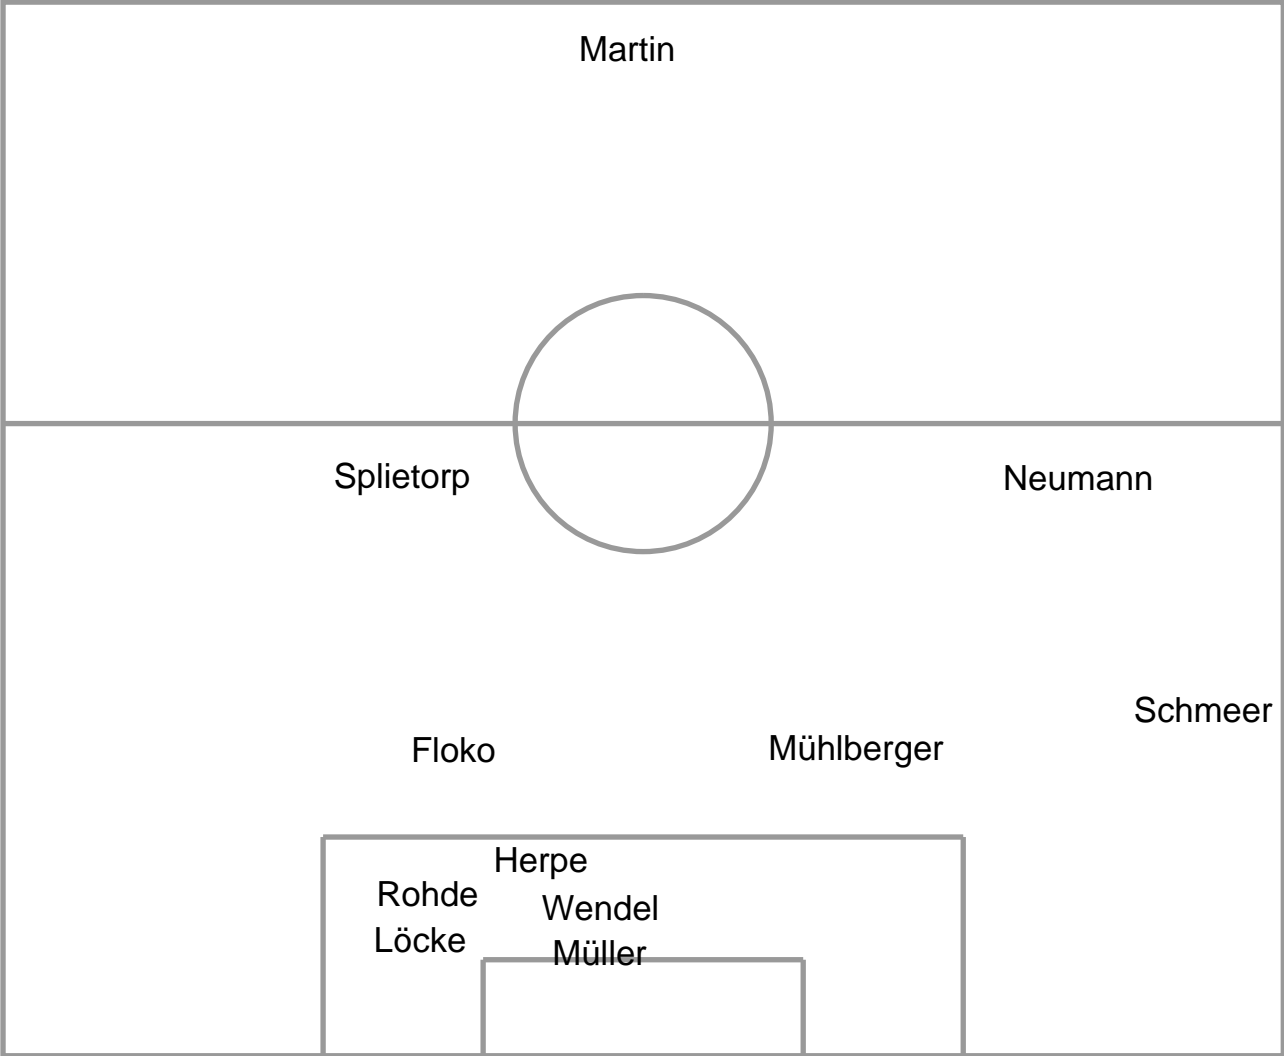 Martin
Splietorp
Neumann
Schmeer
Floko
Mühlberger
Herpe
Rohde
Wendel
Löcke
Müller